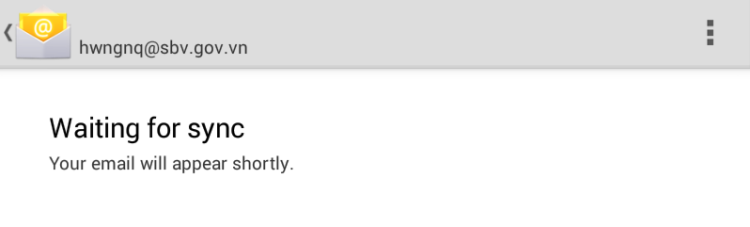 hwngnq@sbv.gov.vn
Waiting for sync
Your email will appear shortly.